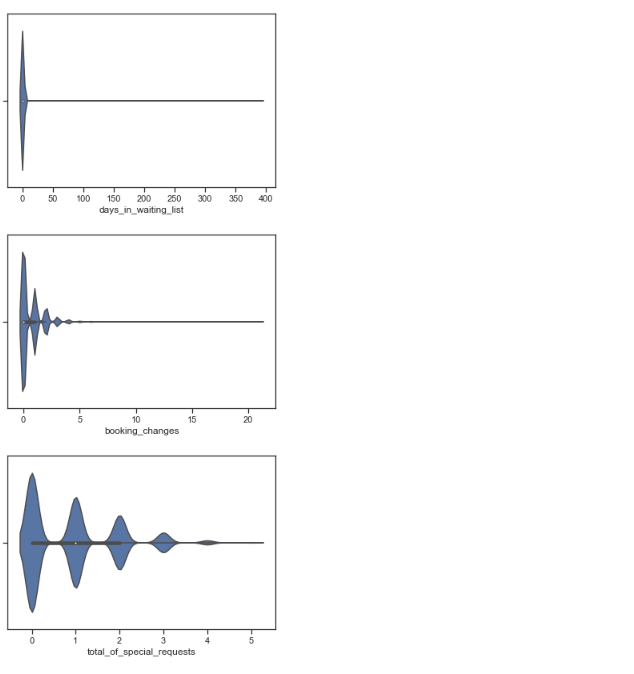 0 50 100 150 200 250 300 350 400
days_in_waiting_list
0 5 10 15 20
booking_changes
0 1 2 3 4 5
total_of_special_requests